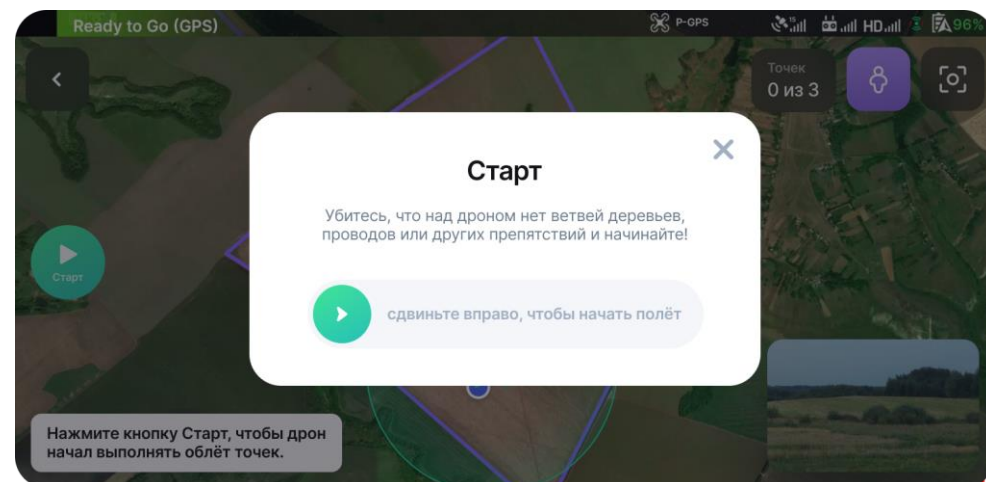 Ready to Go (GPS)
P-GPS
15
HD
96%
Точек
0 из 3
Старт
Убитесь, что над дроном нет ветвей деревьев,
проводов или других препятствий и начинайте!
Старт
сдвиньте вправо, чтобы начать полёт
Нажмите кнопку Старт, чтобы дрон
начал выполнять облёт точек.